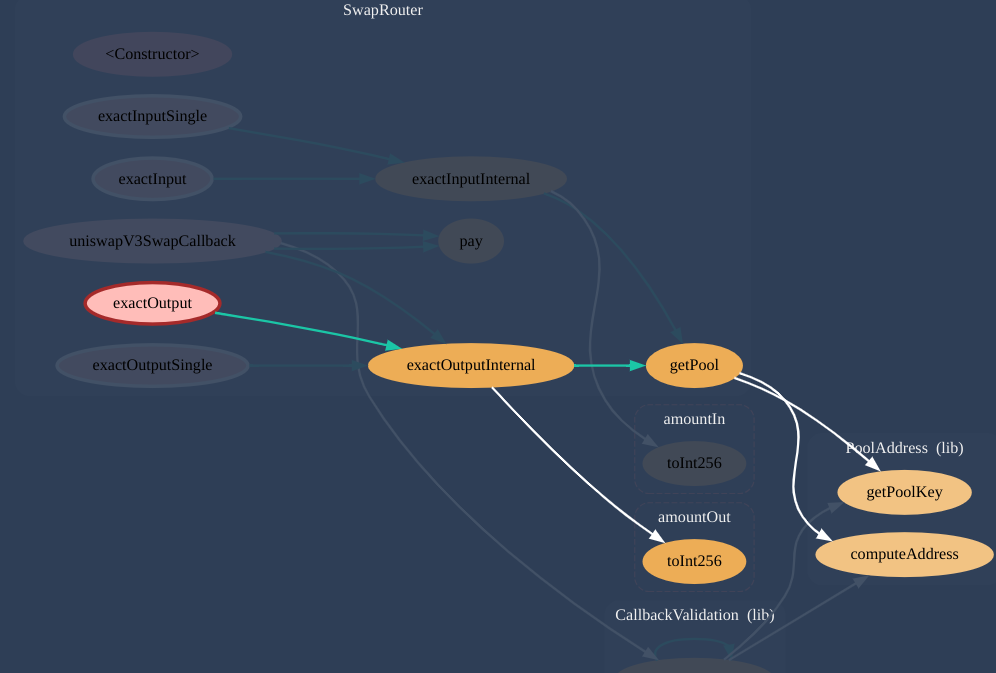 SwapRouter
<Constructor>
exactInputSingle
exactInput
exactInputInternal
uniswapV3SwapCallback
pay
exactOutput
exactOutputSingle
exactOutputInternal
getPool
amountIn
toInt256
PoolAddress (lib)
getPoolKey
amountOut
toInt256
computeAddress
CallbackValidation (lib)